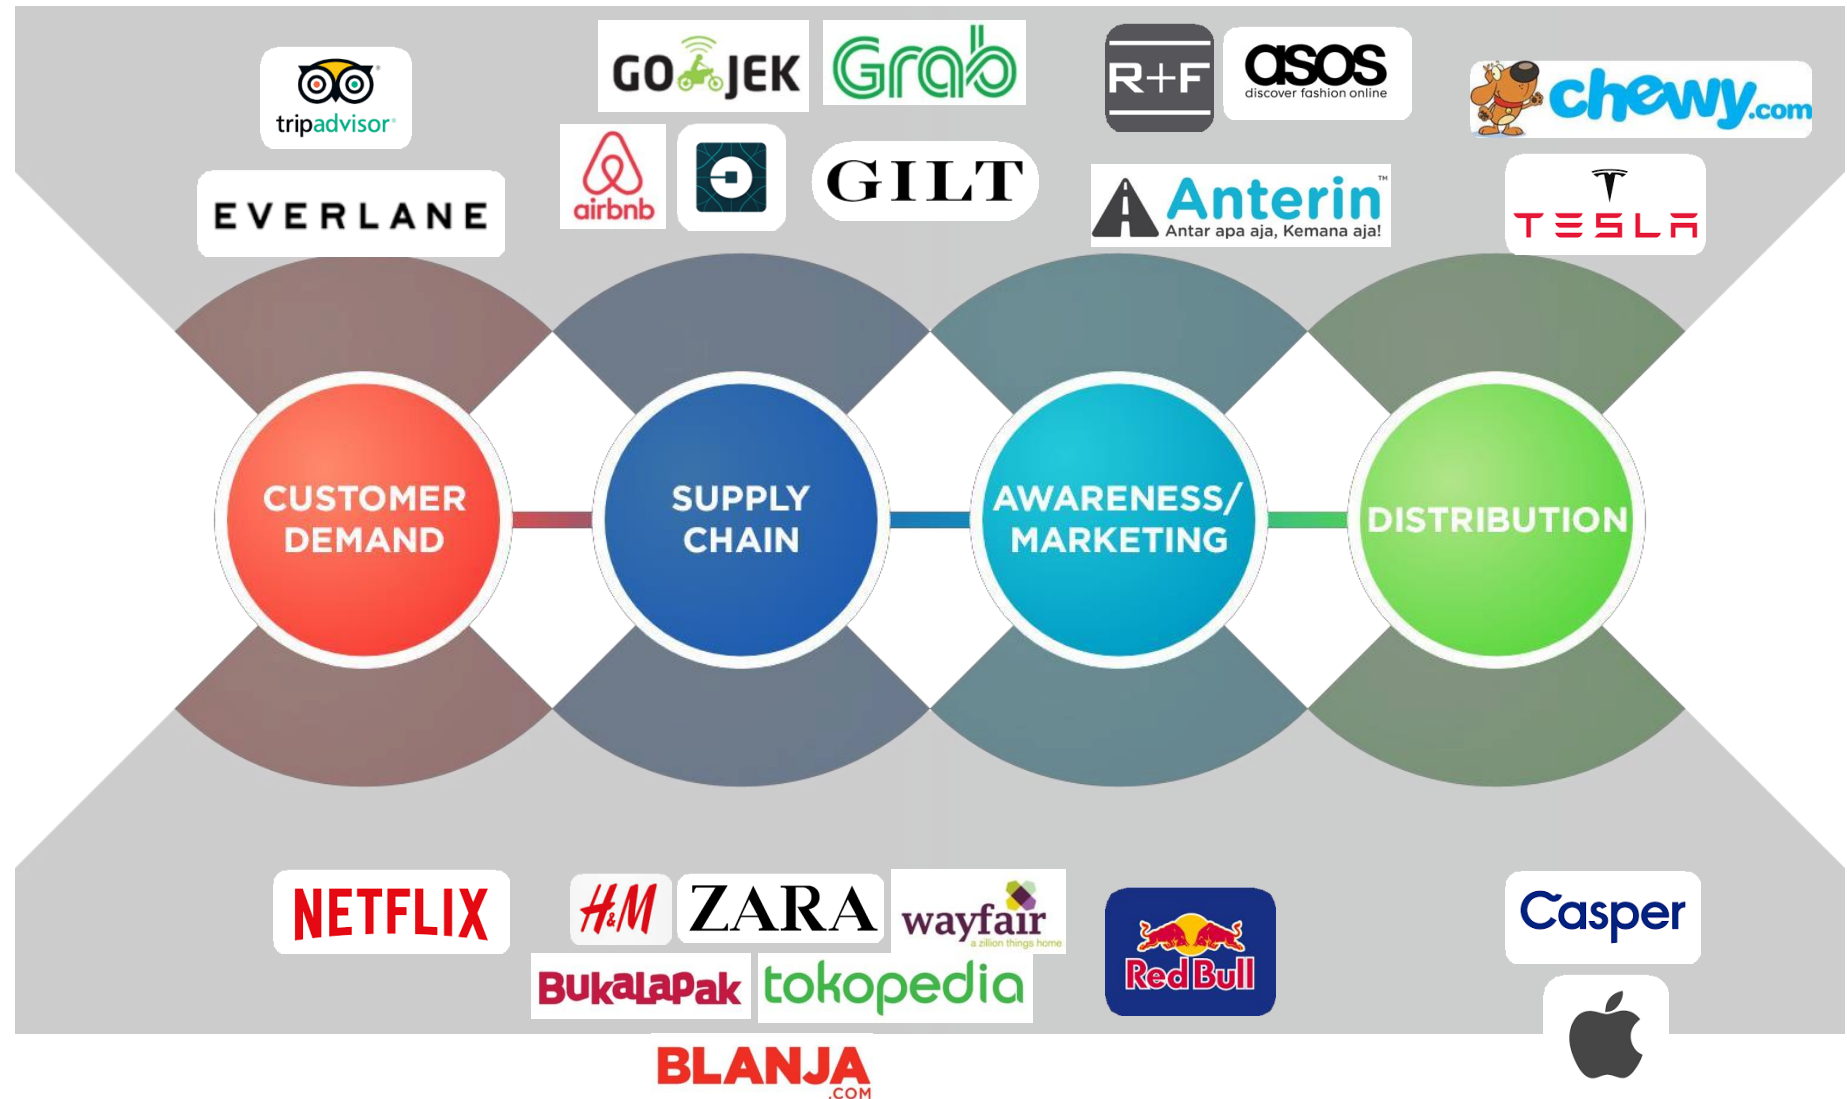 tripadvisor®
EVERLANE
GO JEK
Grab
airbnb
GILT
R+F
asos
discover fashion online
Anterin™
Antar apa aja, Kemana aja!
chewy.com
TESLA
CUSTOMER
DEMAND
SUPPLY
CHAIN
AWARENESS/
MARKETING
DISTRIBUTION
NETFLIX
H&M
ZARA
wayfair
a zillion things home
BukaLaPak
tokopedia
BLANJA
.COM
Red Bull
Casper